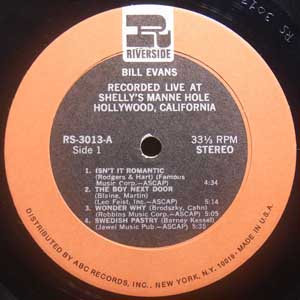 R
RIVERSIDE
BILL EVANS
RECORDED LIVE AT
SHELLY'S MANNE HOLE
HOLLYWOOD, CALIFORNIA
RS-3013-A
Side 1
33⅓ RPM
STEREO
1. ISN'T IT ROMANTIC
(Rodgers & Hart) (Famous
Music Corp.-ASCAP) 4:34
2. THE BOY NEXT DOOR
(Blaine, Martin)
(Leo Feist, Inc.-ASCAP) 5:05
3. WONDER WHY (Brodszky, Cahn)
(Robbins Music Corp.-ASCAP) 5:05
4. SWEDISH PASTRY (Barney Kessel)
(Jewel Music Pub.-ASCAP) 5:35
DISTRIBUTED BY ABC RECORDS, INC., NEW YORK, N.Y. 10019 • MADE IN U.S.A.